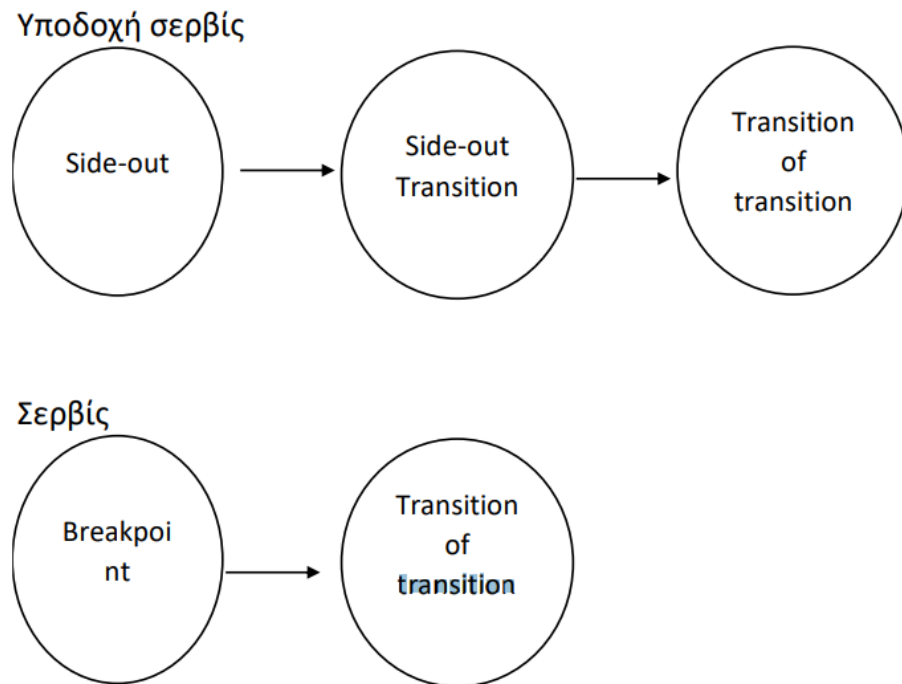 Υποδοχή σερβίς
Side-out
Side-out
Transition
Transition
of
transition
Σερβίς
Breakpoi
nt
Transition
of
transition